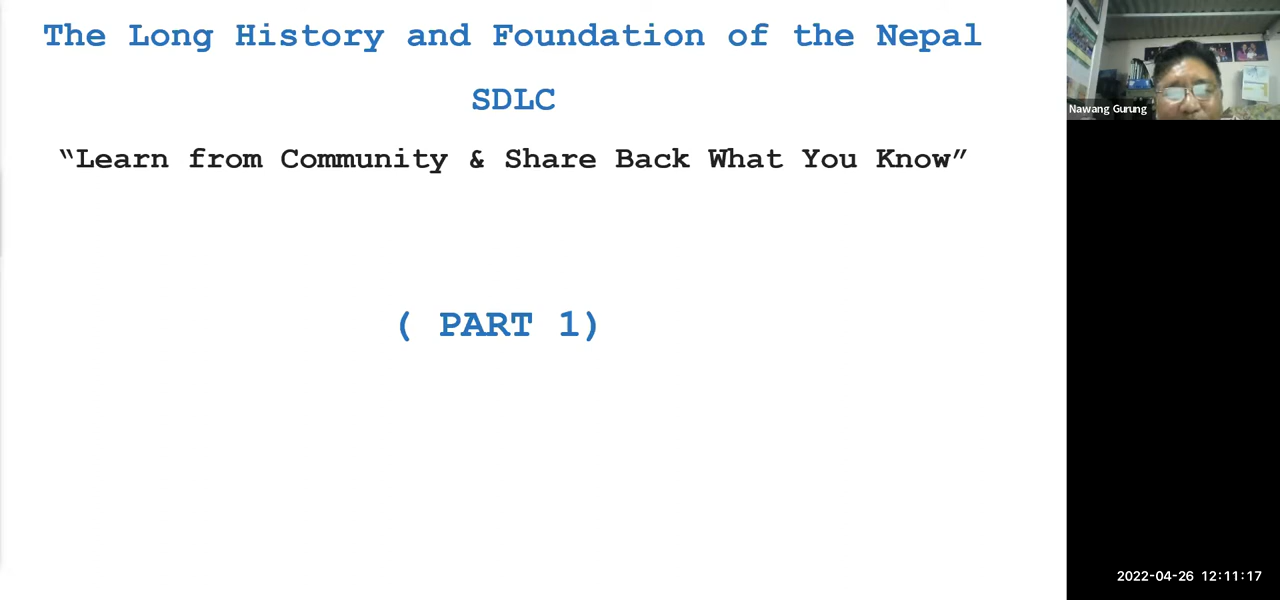 The Long History and Foundation of the Nepal
SDLC
“Learn from Community & Share Back What You Know”
( PART 1)
Nawang Gurung
2022-04-26 12:11:17